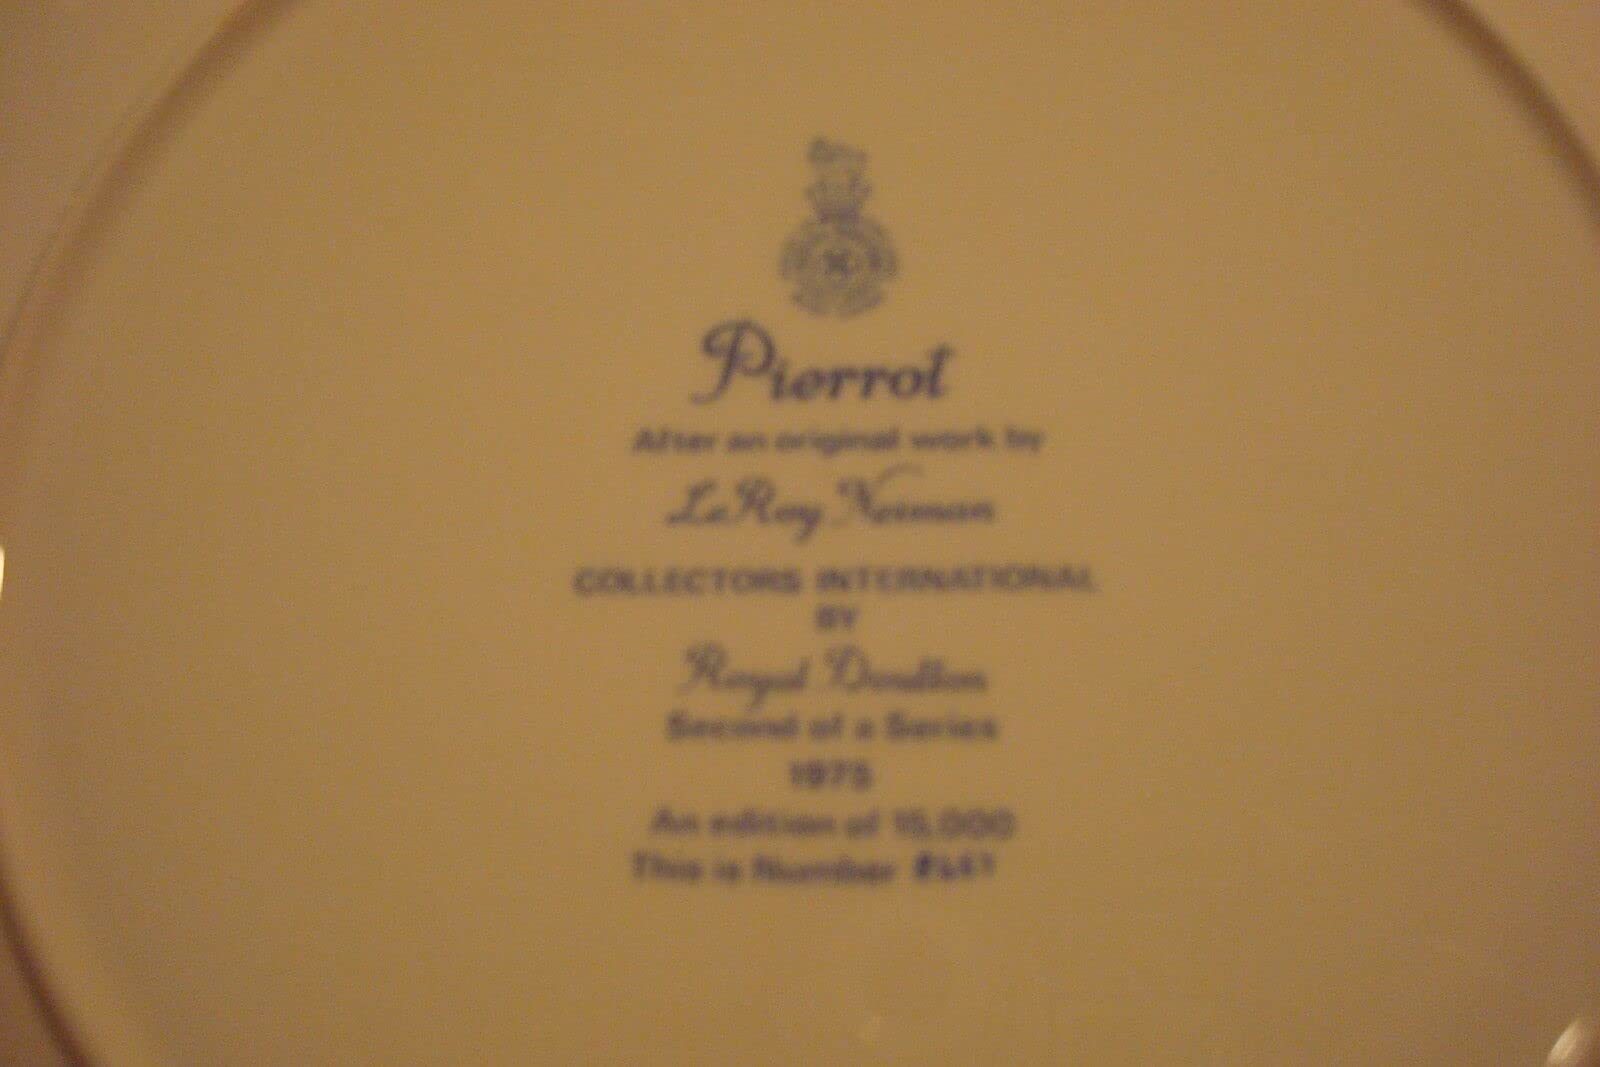 Pierrot
After an original work by
LeRoy Neiman
COLLECTORS INTERNATIONAL
BY
Royal Doulton
Second of a Series
1975
An edition of 15,000
This is Number